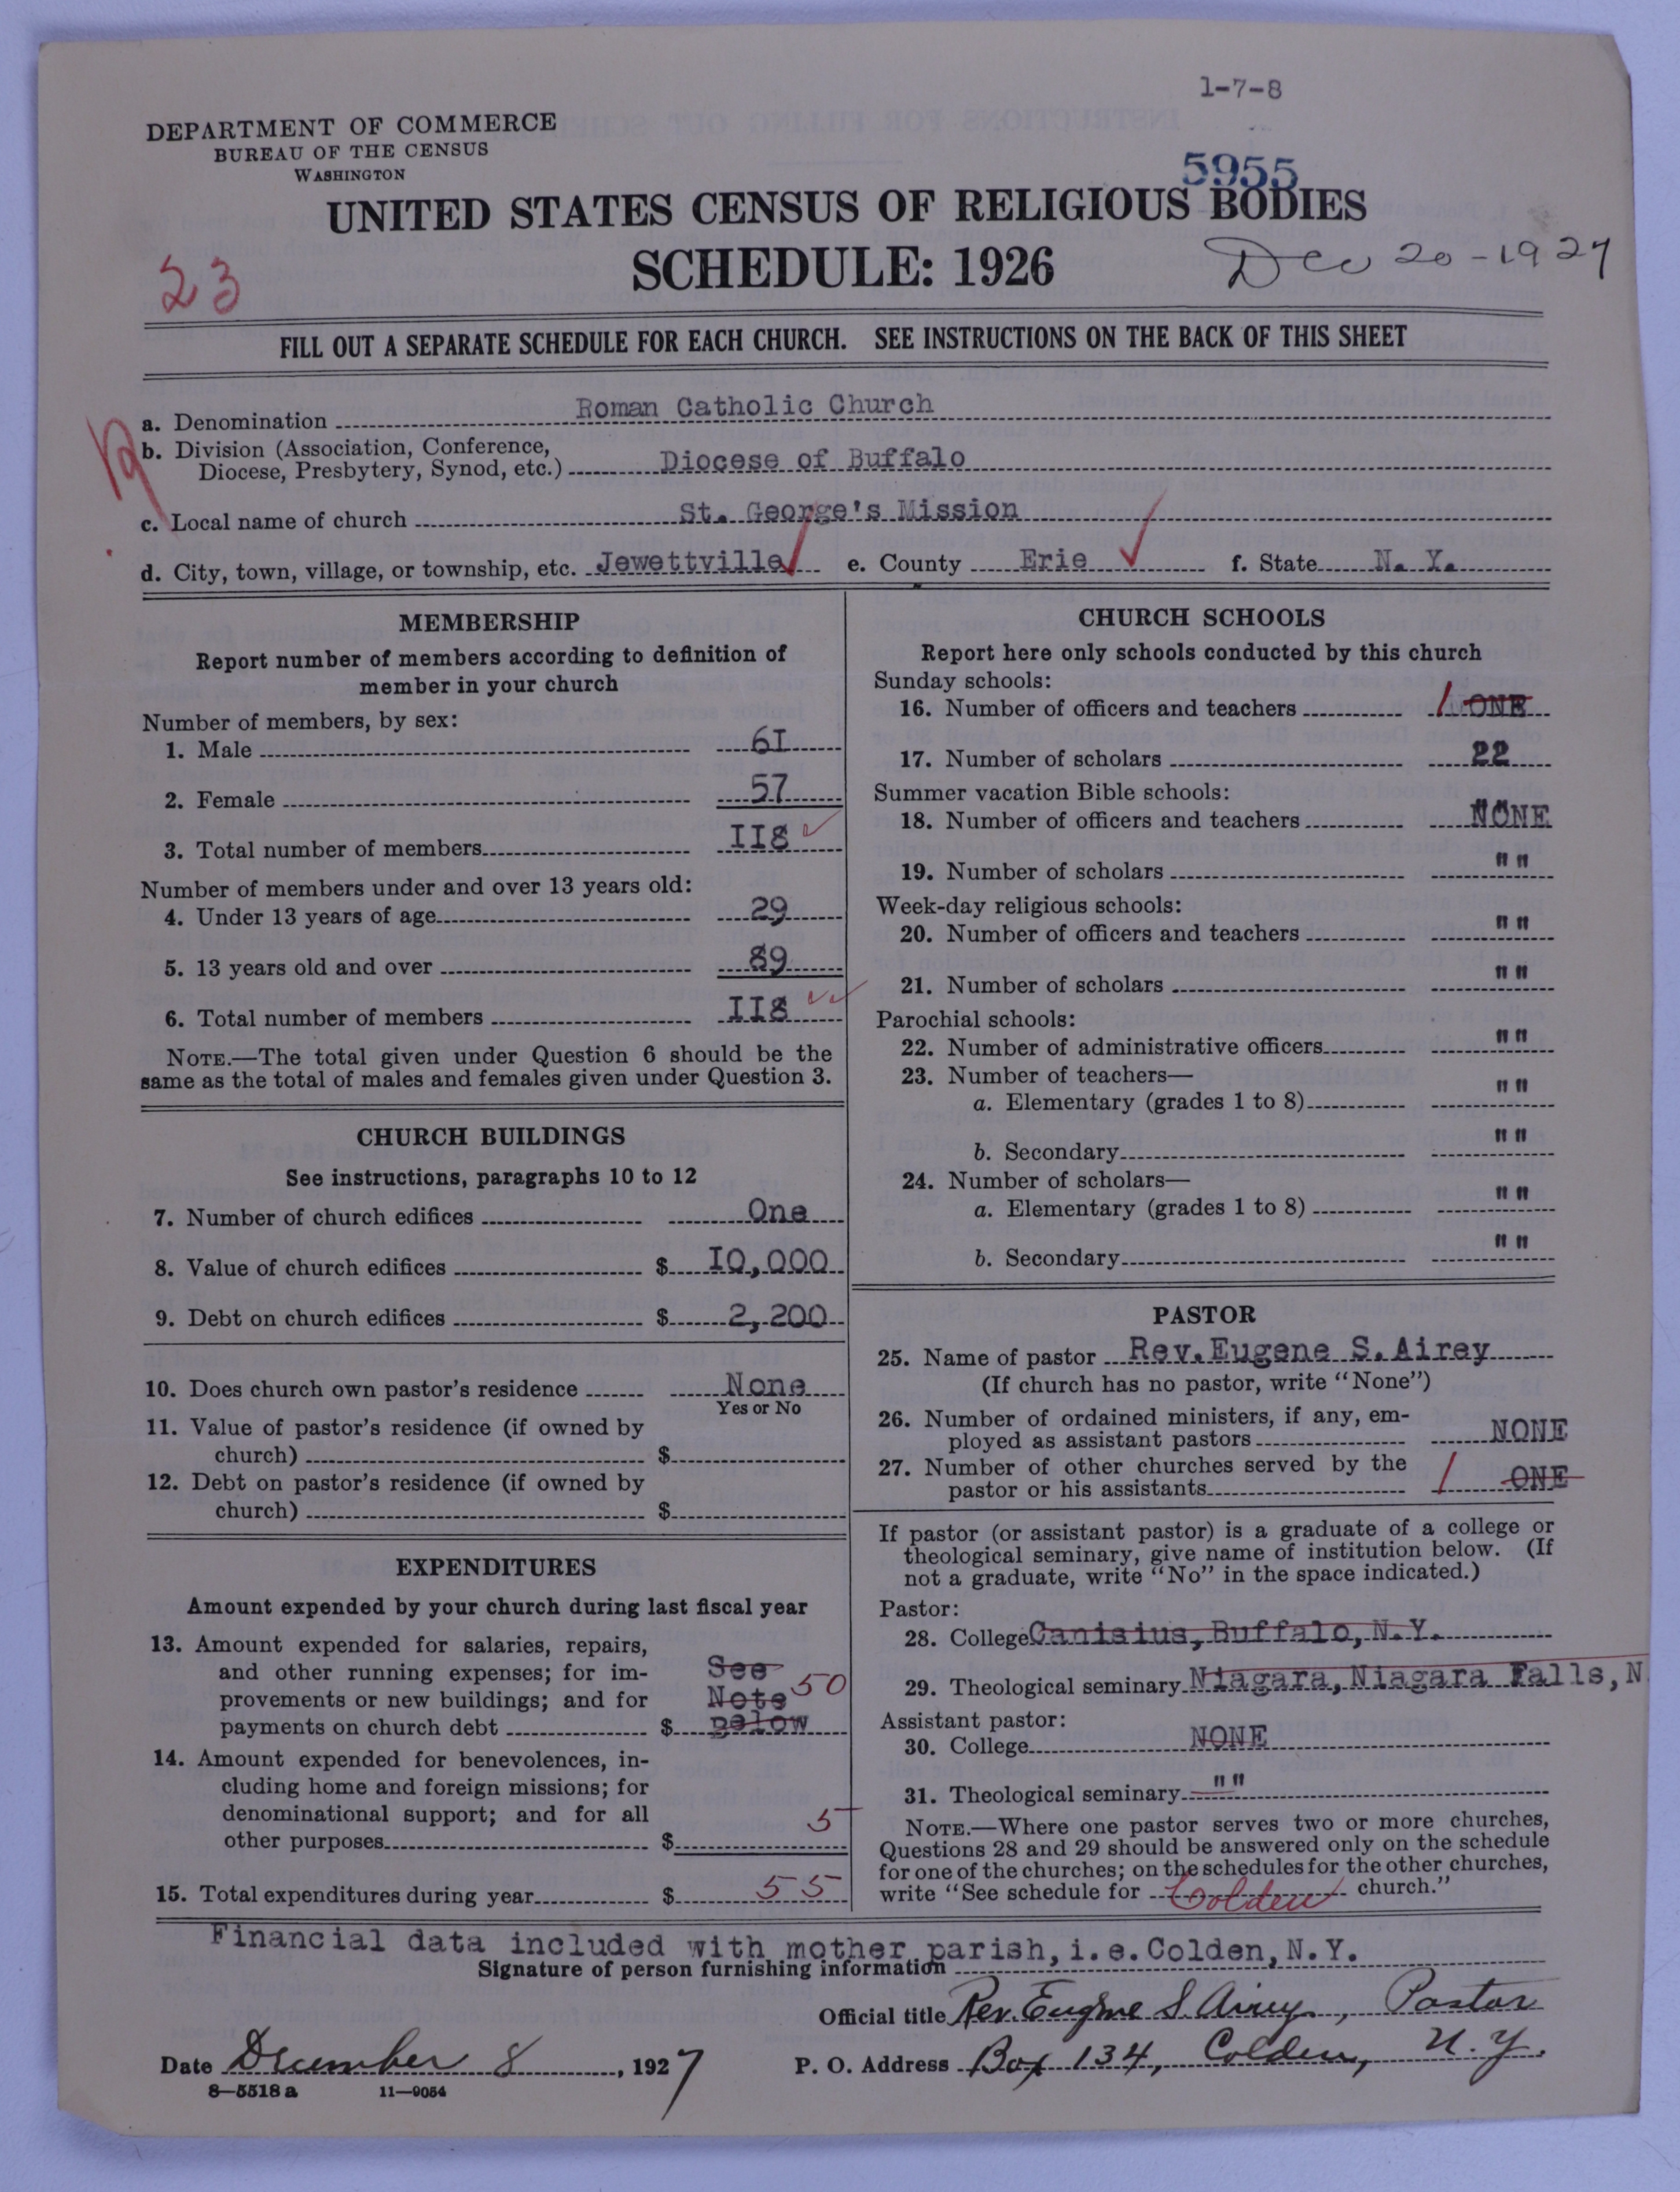 1-7-8
DEPARTMENT OF COMMERCE
BUREAU OF THE CENSUS
WASHINGTON
5955
UNITED STATES CENSUS OF RELIGIOUS BODIES
SCHEDULE: 1926
Dec 20-1927
23
FILL OUT A SEPARATE SCHEDULE FOR EACH CHURCH. SEE INSTRUCTIONS ON THE BACK OF THIS SHEET
a. Denomination Roman Catholic Church
b. Division (Association, Conference,
Diocese, Presbytery, Synod, etc.) Diocese of Buffalo
c. Local name of church St. George's Mission
d. City, town, village, or township, etc. Jewettville e. County Erie f. State N. Y.
MEMBERSHIP
Report number of members according to definition of
member in your church
Number of members, by sex:
1. Male 6I
2. Female 57
3. Total number of members II8
Number of members under and over 13 years old:
4. Under 13 years of age 29
5. 13 years old and over 89
6. Total number of members II8
NOTE.—The total given under Question 6 should be the
same as the total of males and females given under Question 3.
CHURCH BUILDINGS
See instructions, paragraphs 10 to 12
7. Number of church edifices One
8. Value of church edifices $ I0,000
9. Debt on church edifices $ 2,200
10. Does church own pastor's residence None
Yes or No
11. Value of pastor's residence (if owned by
church) $
12. Debt on pastor's residence (if owned by
church) $
EXPENDITURES
Amount expended by your church during last fiscal year
13. Amount expended for salaries, repairs,
and other running expenses; for im- See
provements or new buildings; and for Note 50
payments on church debt $ below
14. Amount expended for benevolences, in-
cluding home and foreign missions; for
denominational support; and for all
other purposes $ 5
15. Total expenditures during year $ 55
CHURCH SCHOOLS
Report here only schools conducted by this church
Sunday schools:
16. Number of officers and teachers 1 ONE
17. Number of scholars 22
Summer vacation Bible schools:
18. Number of officers and teachers NONE
19. Number of scholars " "
Week-day religious schools:
20. Number of officers and teachers " "
21. Number of scholars " "
Parochial schools:
22. Number of administrative officers " "
23. Number of teachers—
a. Elementary (grades 1 to 8) " "
b. Secondary " "
24. Number of scholars—
a. Elementary (grades 1 to 8) " "
b. Secondary " "
PASTOR
25. Name of pastor Rev.Eugene S.Airey
(If church has no pastor, write "None")
26. Number of ordained ministers, if any, em-
ployed as assistant pastors NONE
27. Number of other churches served by the
pastor or his assistants 1 ONE
If pastor (or assistant pastor) is a graduate of a college or
theological seminary, give name of institution below. (If
not a graduate, write "No" in the space indicated.)
Pastor:
28. College Canisius, Buffalo, N.Y.
29. Theological seminary Niagara, Niagara Falls, N
Assistant pastor:
30. College NONE
31. Theological seminary " "
NOTE.—Where one pastor serves two or more churches,
Questions 28 and 29 should be answered only on the schedule
for one of the churches; on the schedules for the other churches,
write "See schedule for Colden church."
Financial data included with mother parish, i.e. Colden, N.Y.
Signature of person furnishing information
Official title Rev. Eugene S. Airey, Pastor
Date December 8, 1927 P. O. Address Box 134, Colden, N.Y.
8—5518 a 11—9054